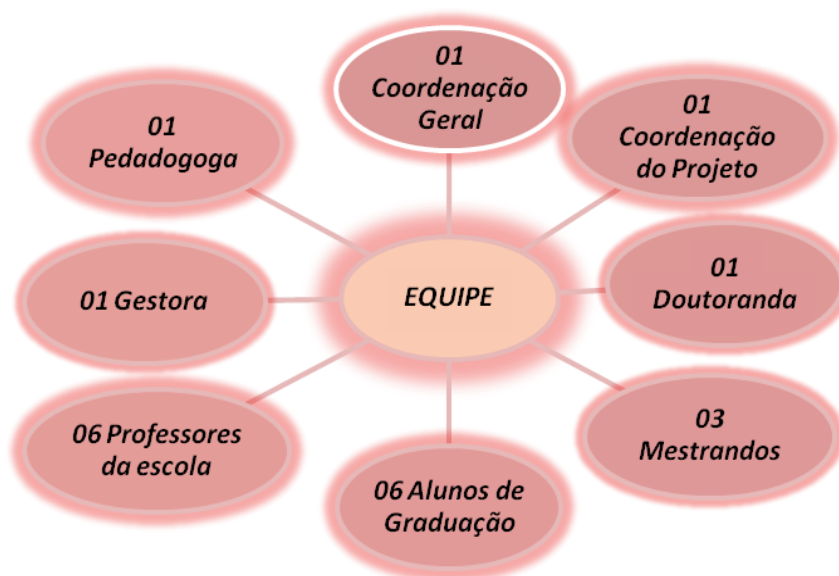 01
Coordenação
Geral
01
Coordenação
do Projeto
01
Doutoranda
03
Mestrandos
06 Alunos de
Graduação
06 Professores
da escola
01 Gestora
01
Pedadogoga
EQUIPE